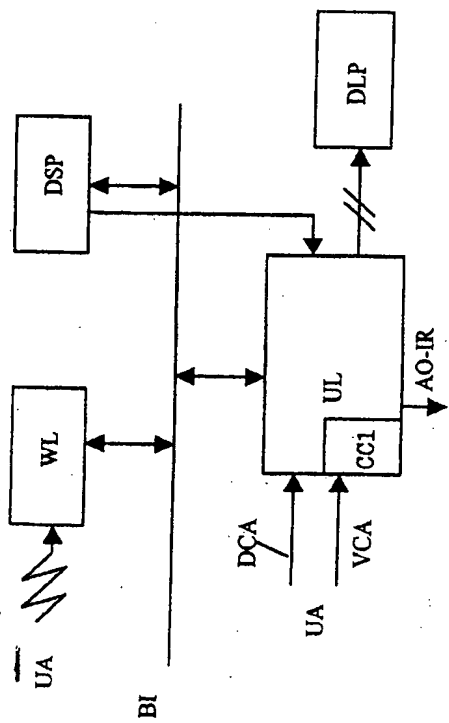 UA
WL
DSP
BI
DCA
UA
VCA
UL
CC1
AO-IR
DLP